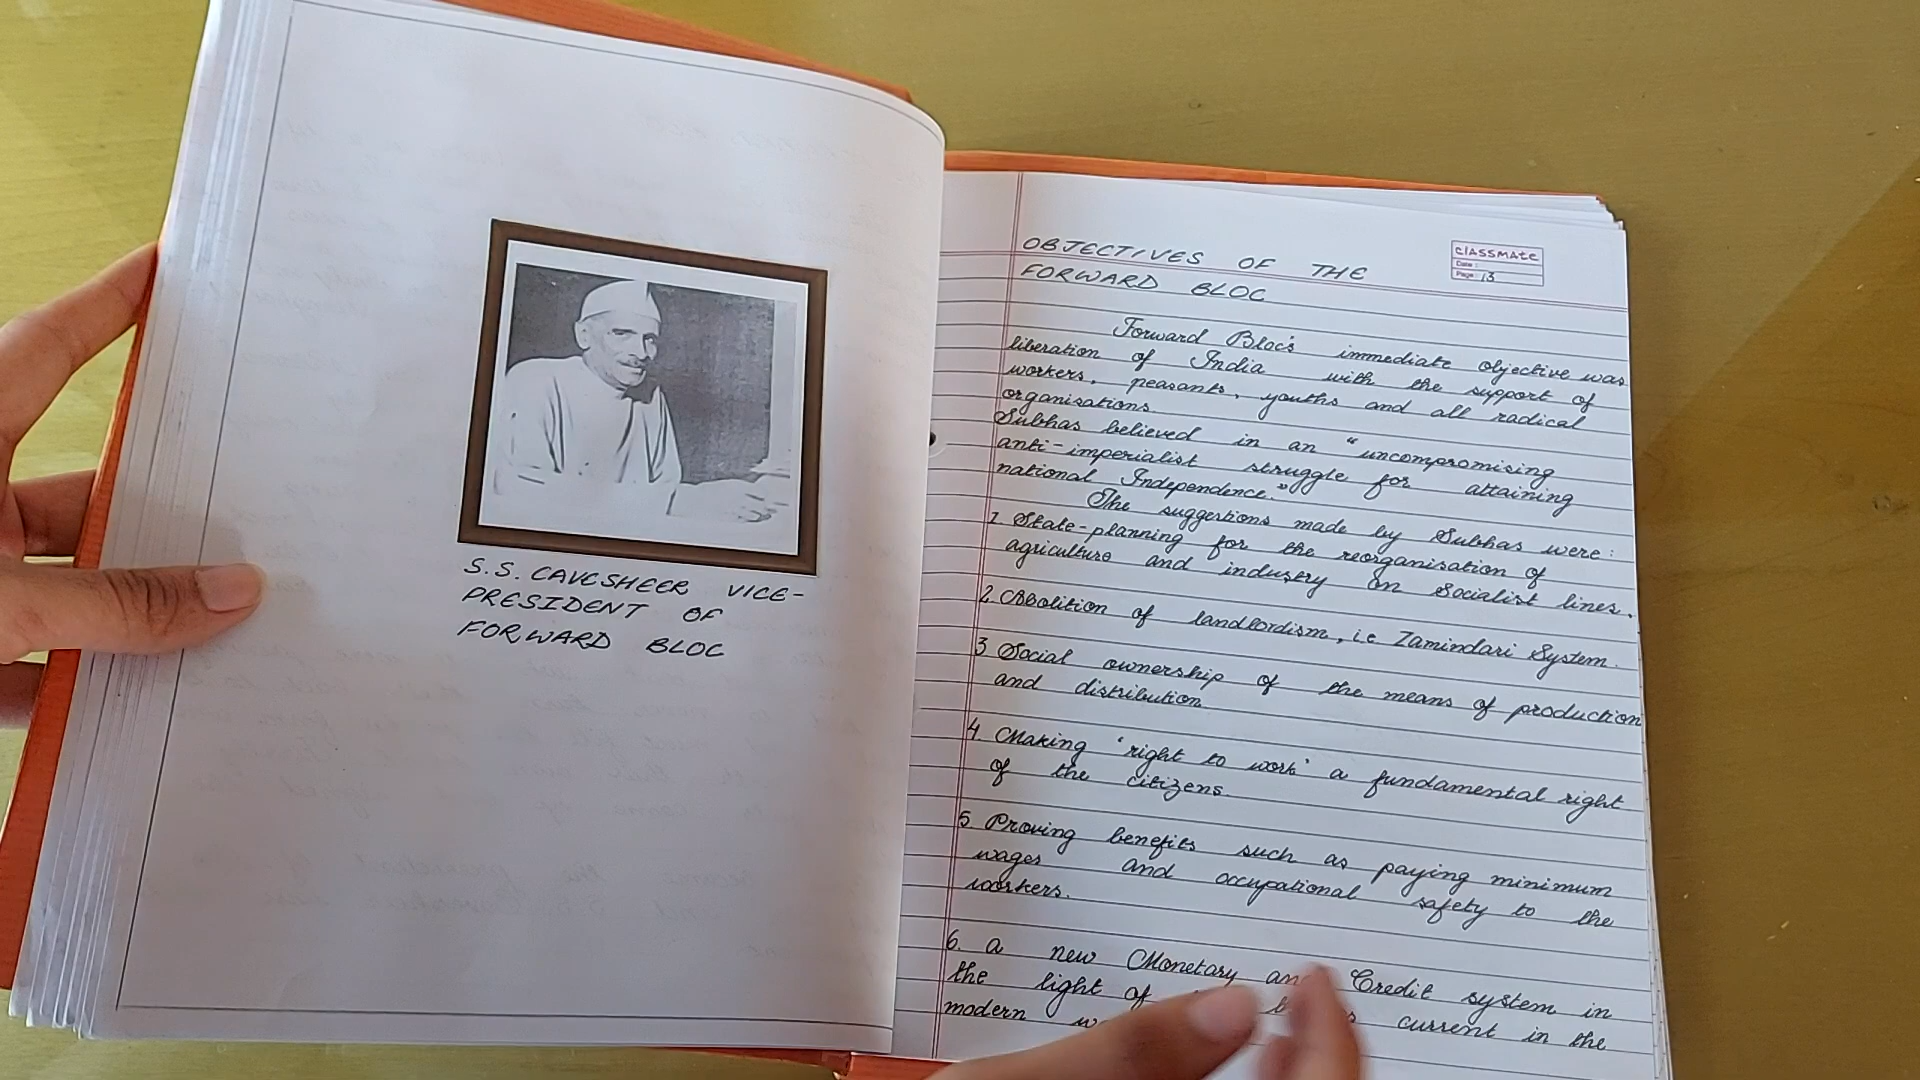 S.S. CAVESHEER VICE-
PRESIDENT OF
FORWARD BLOC
CLASSMATE
Date :
Page : 13
OBJECTIVES OF THE
FORWARD BLOC
Forward Bloc's immediate objective was
liberation of India with the support of
workers, peasants, youths and all radical
organisations.
Subhas believed in an "uncompromising
anti-imperialist struggle for attaining
national Independence."
The suggestions made by Subhas were:
1. State-planning for the reorganisation of
agriculture and industry on Socialist lines.
2. Abolition of landlordism, i.e Zamindari System.
3 Social ownership of the means of production
and distribution.
4. Making 'right to work' a fundamental right
of the citizens.
5. Proving benefits such as paying minimum
wages and occupational safety to the
workers.
6. a new Monetary and Credit system in
the light of
current in the
modern